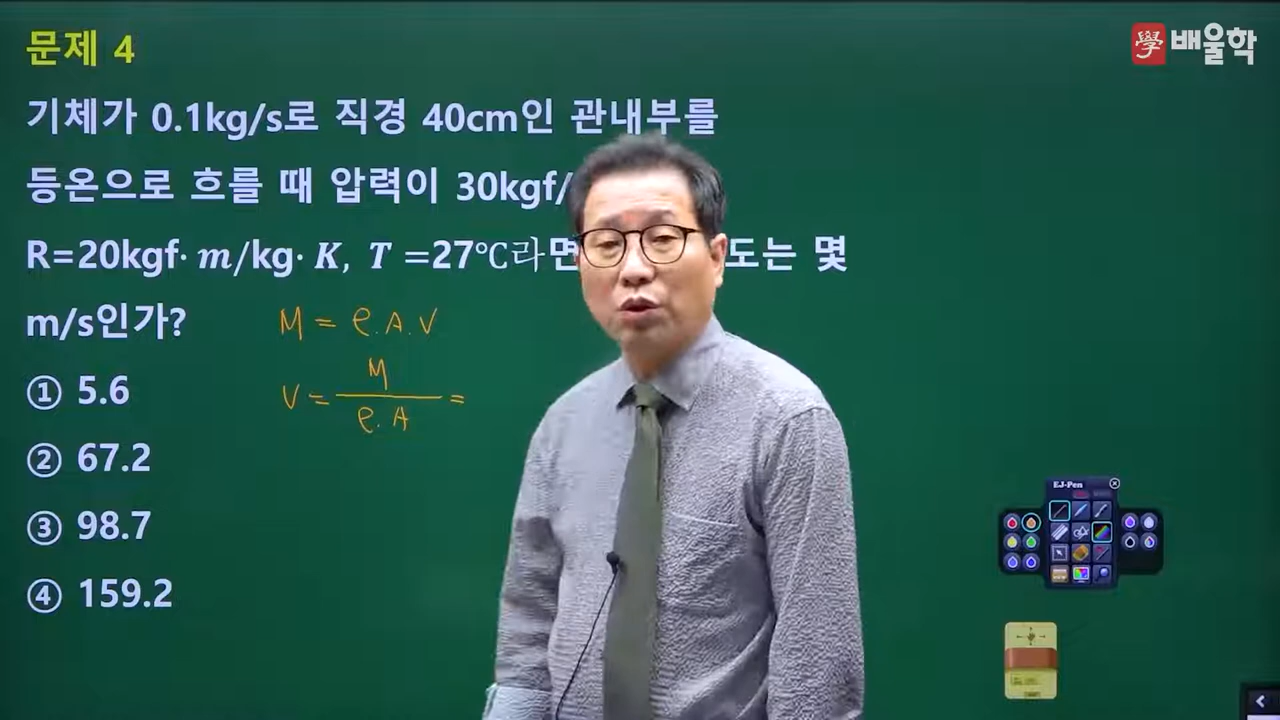 문제 4
學 배울학
기체가 0.1kg/s로 직경 40cm인 관내부를
등온으로 흐를 때 압력이 30kgf/
R=20kgf· m/kg· K, T =27℃라면 도는 몇
m/s인가?
M = ρ.A.V
V = M / ρ.A =
① 5.6
② 67.2
③ 98.7
④ 159.2
EJ-Pen